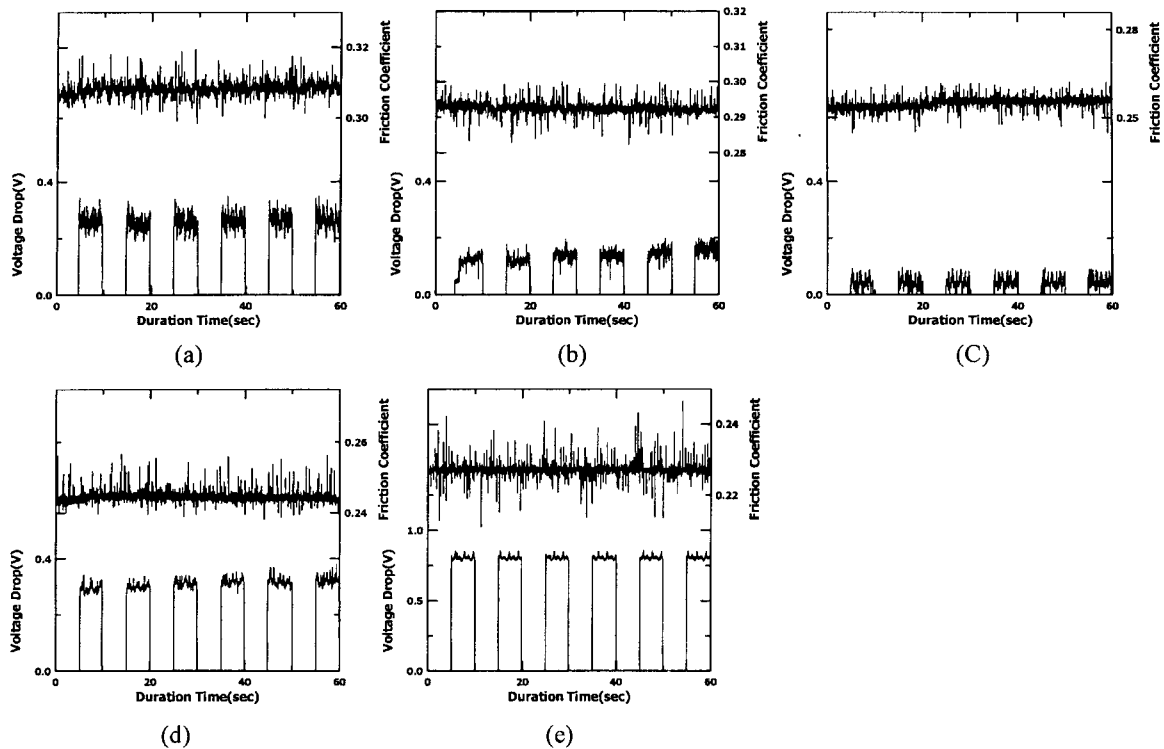 0.32
0.30
Friction COefficient
0.4
0.0
Voltage Drop(V)
0 20 40 60
Duration Time(sec)
(a)
0.32
0.31
0.30
0.29
0.28
Friction Coefficient
0.4
0.0
Voltage Drop(V)
0 20 40 60
Duration Time(sec)
(b)
0.28
0.25
Friction Coefficient
0.4
0.0
Voltage Drop(V)
0 20 40 60
Duration Time(sec)
(C)
0.26
0.24
Friction Coefficient
0.4
0.0
Voltage Drop(V)
0 20 40 60
Duration Time(sec)
(d)
0.24
0.22
Friction Coefficient
1.0
0.5
0.0
Voltage Drop(V)
0 20 40 60
Duration Time(sec)
(e)